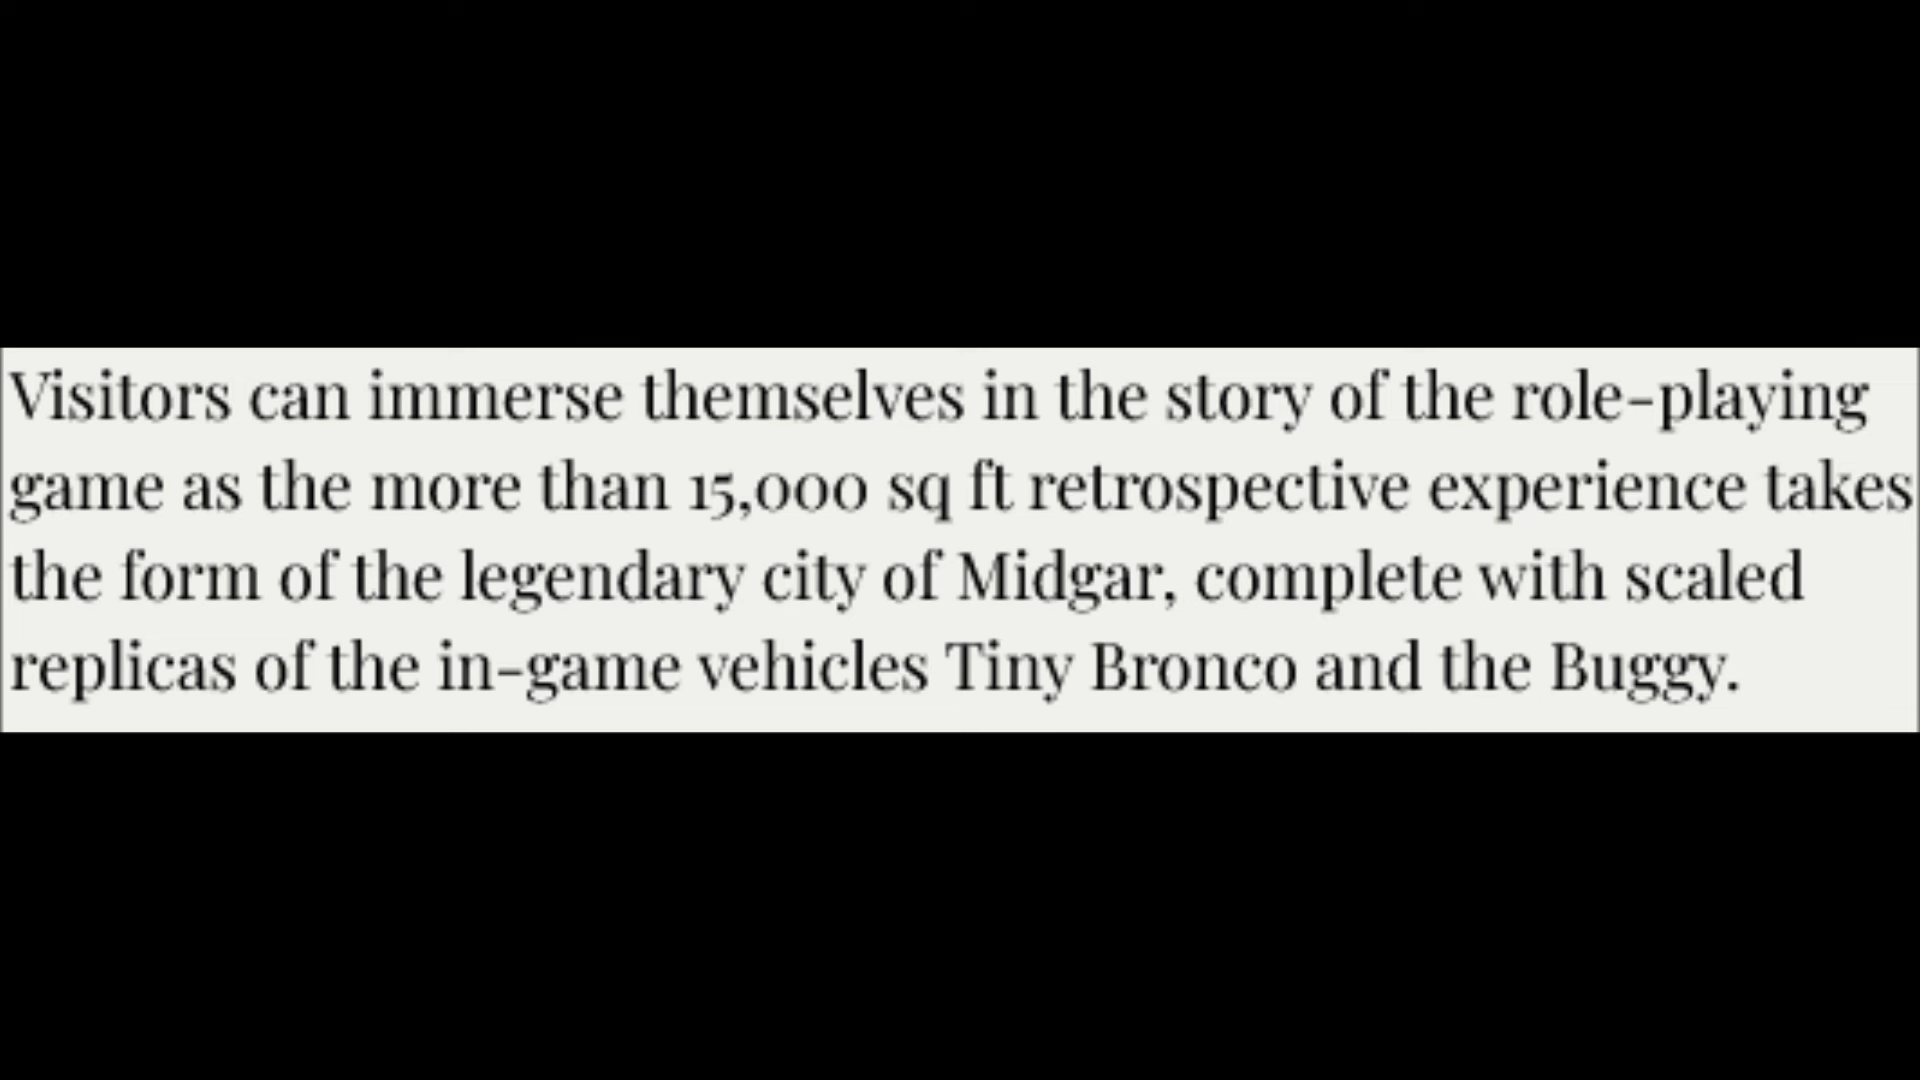 Visitors can immerse themselves in the story of the role-playing
game as the more than 15,000 sq ft retrospective experience takes
the form of the legendary city of Midgar, complete with scaled
replicas of the in-game vehicles Tiny Bronco and the Buggy.